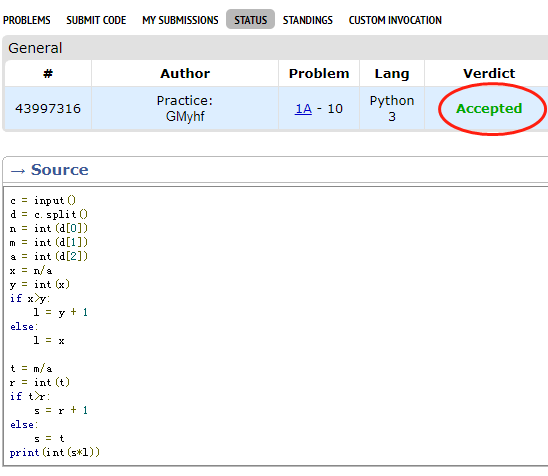 PROBLEMS SUBMIT CODE MY SUBMISSIONS STATUS STANDINGS CUSTOM INVOCATION
General
# Author Problem Lang Verdict
43997316 Practice: GMyhf 1A - 10 Python 3 Accepted
→ Source
c = input()
d = c.split()
n = int(d[0])
m = int(d[1])
a = int(d[2])
x = n/a
y = int(x)
if x>y:
    l = y + 1
else:
    l = x

t = m/a
r = int(t)
if t>r:
    s = r + 1
else:
    s = t
print(int(s*l))